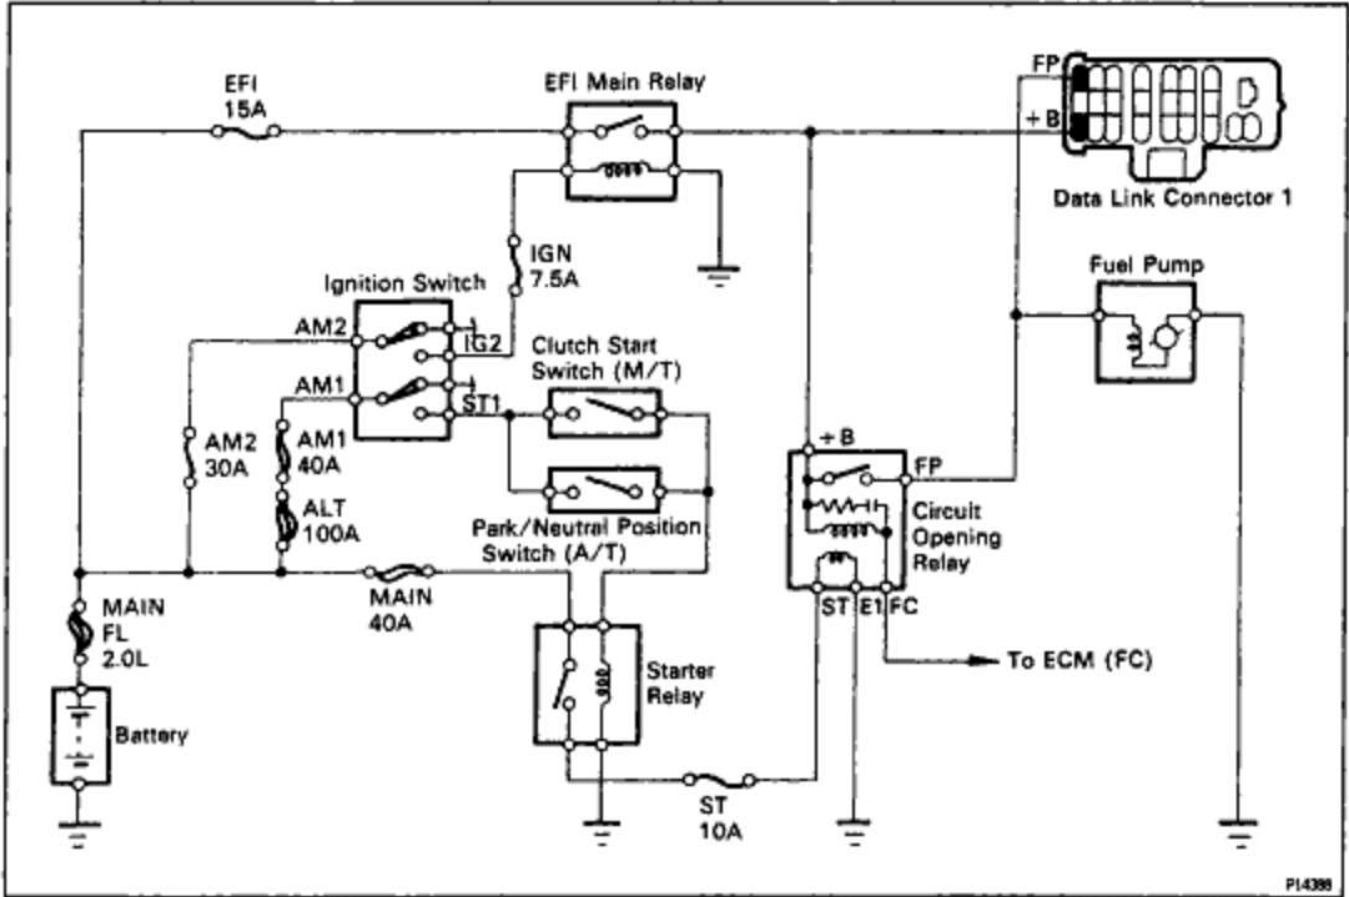 EFI
15A
EFI Main Relay
FP
+B
Data Link Connector 1
IGN
7.5A
Fuel Pump
Ignition Switch
AM2
IG2
Clutch Start
Switch (M/T)
AM1
ST1
AM2
30A
AM1
40A
ALT
100A
Park/Neutral Position
Switch (A/T)
+B
FP
Circuit
Opening
Relay
MAIN
FL
2.0L
MAIN
40A
ST
E1
FC
To ECM (FC)
Starter
Relay
Battery
ST
10A
P14388